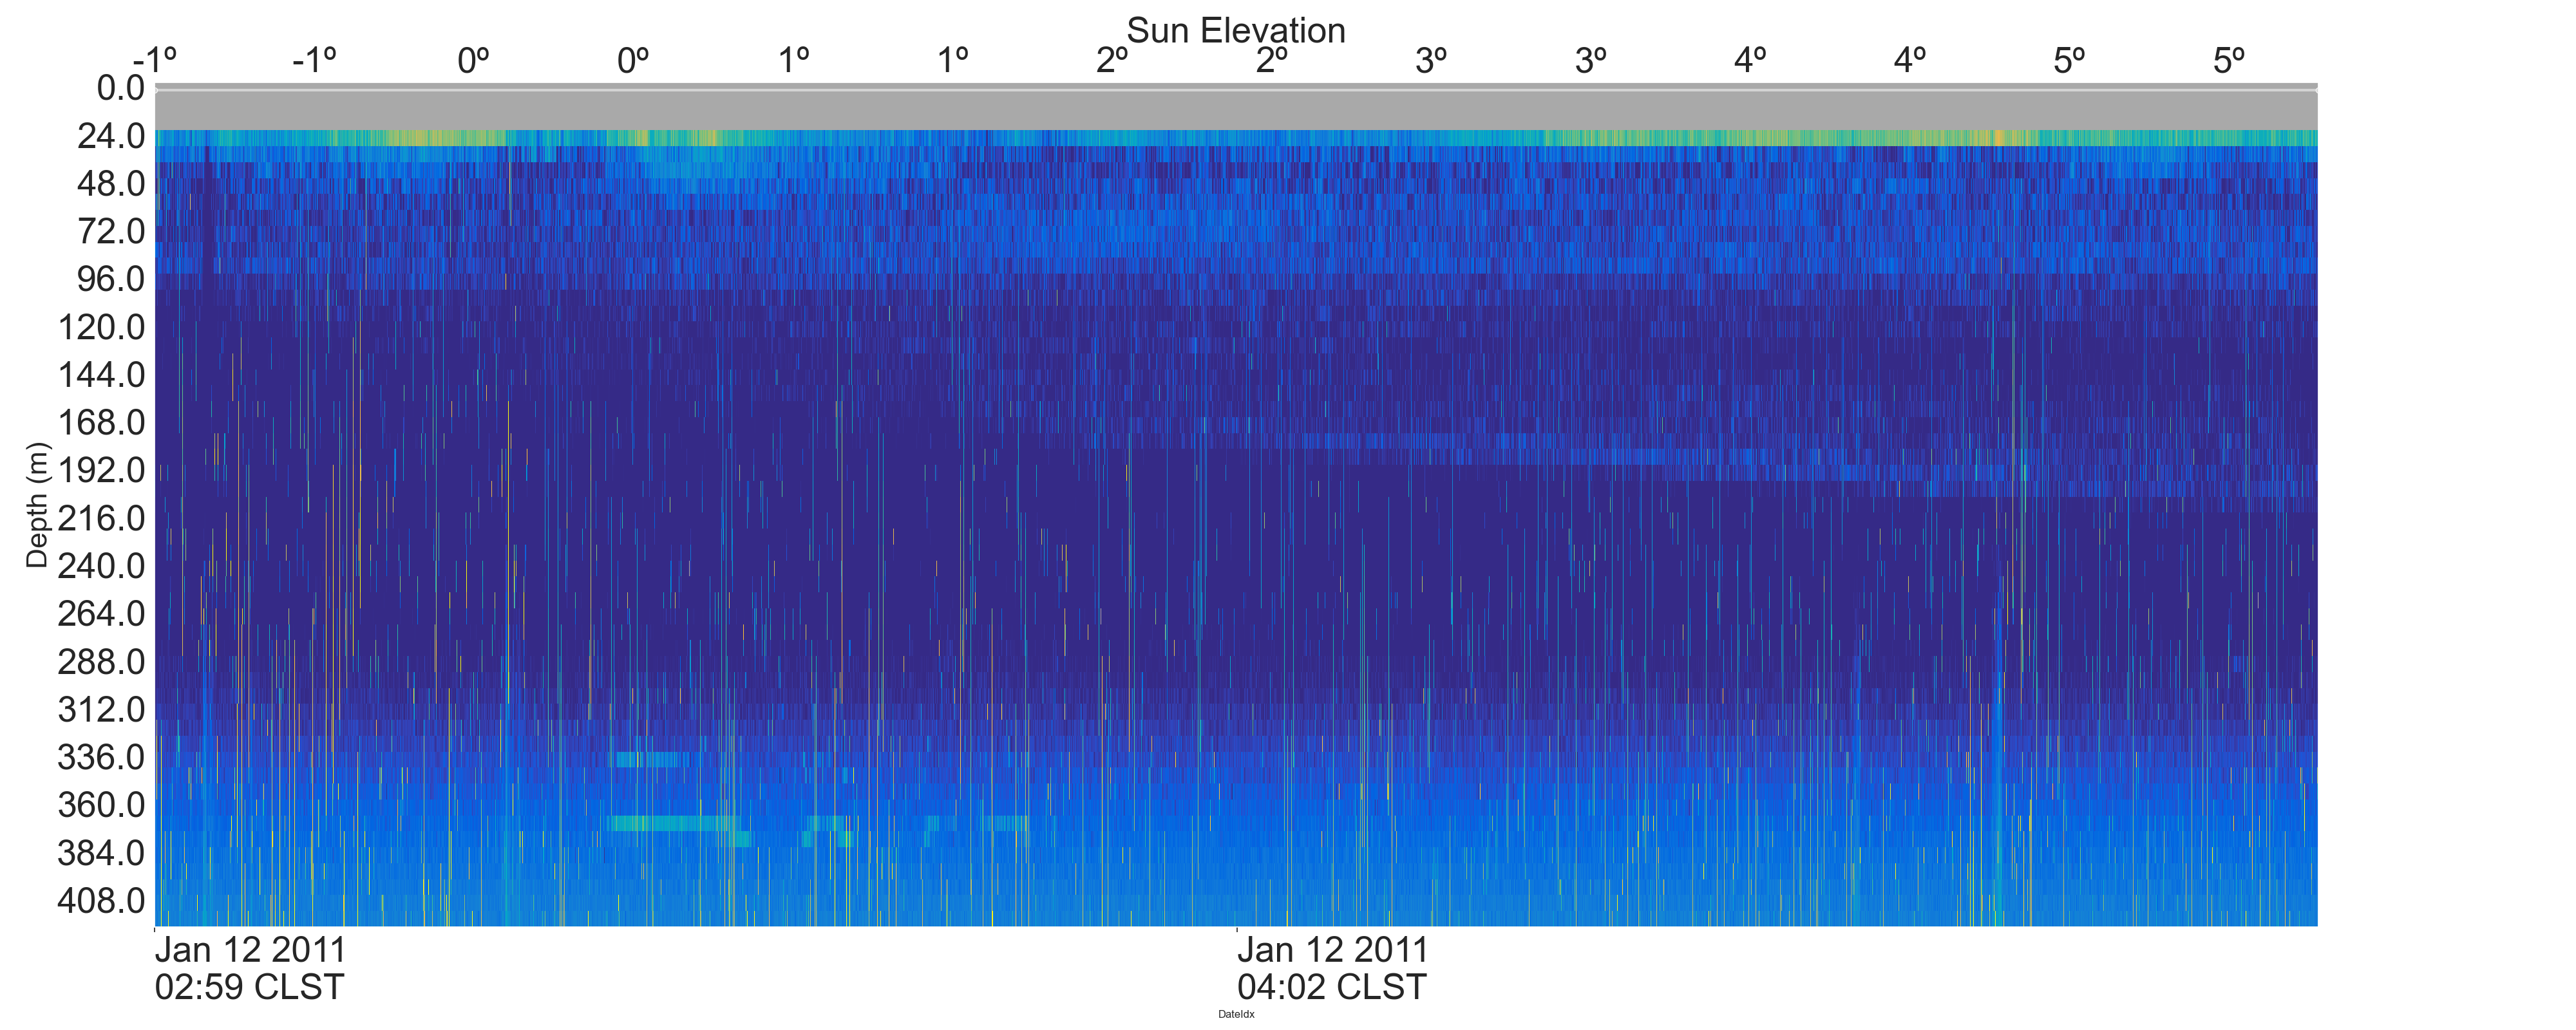 Sun Elevation
-1º -1º 0º 0º 1º 1º 2º 2º 3º 3º 4º 4º 5º 5º
0.0
24.0
48.0
72.0
96.0
120.0
144.0
168.0
192.0
216.0
240.0
264.0
288.0
312.0
336.0
360.0
384.0
408.0
Depth (m)
Jan 12 2011
02:59 CLST
Jan 12 2011
04:02 CLST
DateIdx